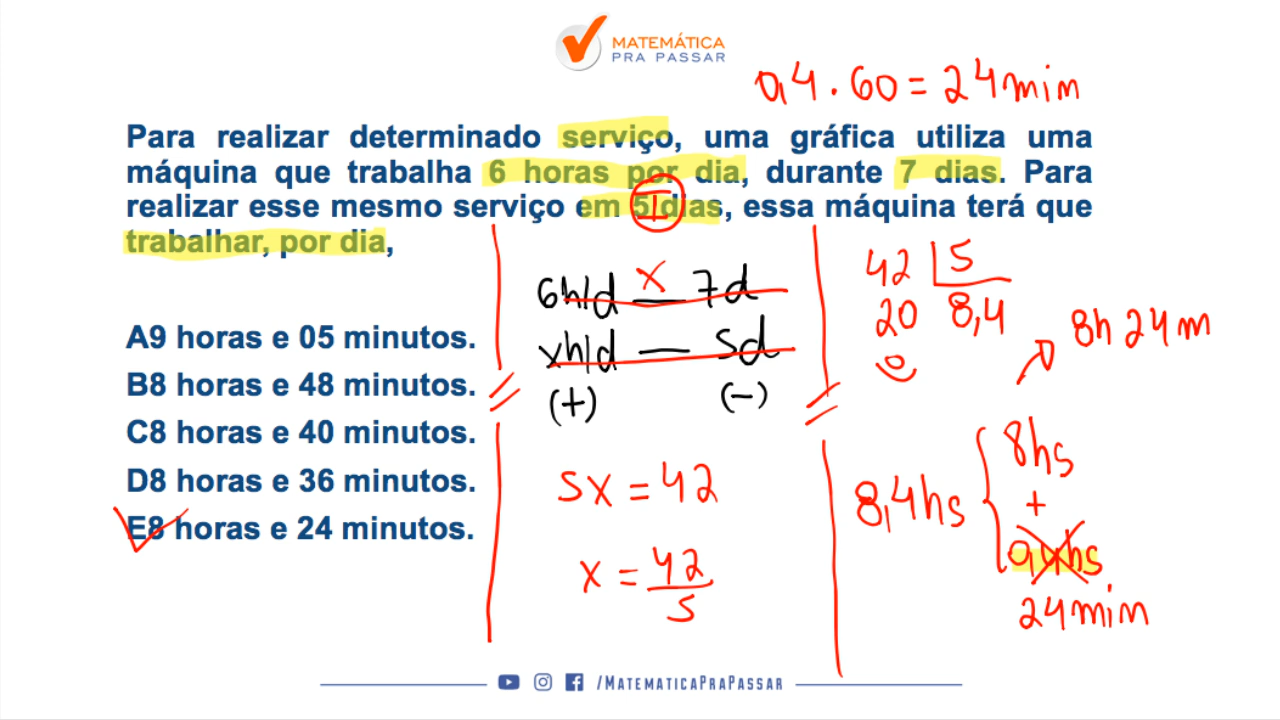 MATEMÁTICA
PRA PASSAR
0,4 . 60 = 24 min
Para realizar determinado serviço, uma gráfica utiliza uma
máquina que trabalha 6 horas por dia, durante 7 dias. Para
realizar esse mesmo serviço em 5 dias, essa máquina terá que
trabalhar, por dia,
A9 horas e 05 minutos.
B8 horas e 48 minutos.
C8 horas e 40 minutos.
D8 horas e 36 minutos.
E8 horas e 24 minutos.
I
6h/d x 7d
xh/d — 5d
(+) (-)
5x = 42
x = 42/5
42 5
20 8,4
0
8h 24m
8,4hs
8hs
+
0,4hs
24min
/MATEMATICAPRAPASSAR